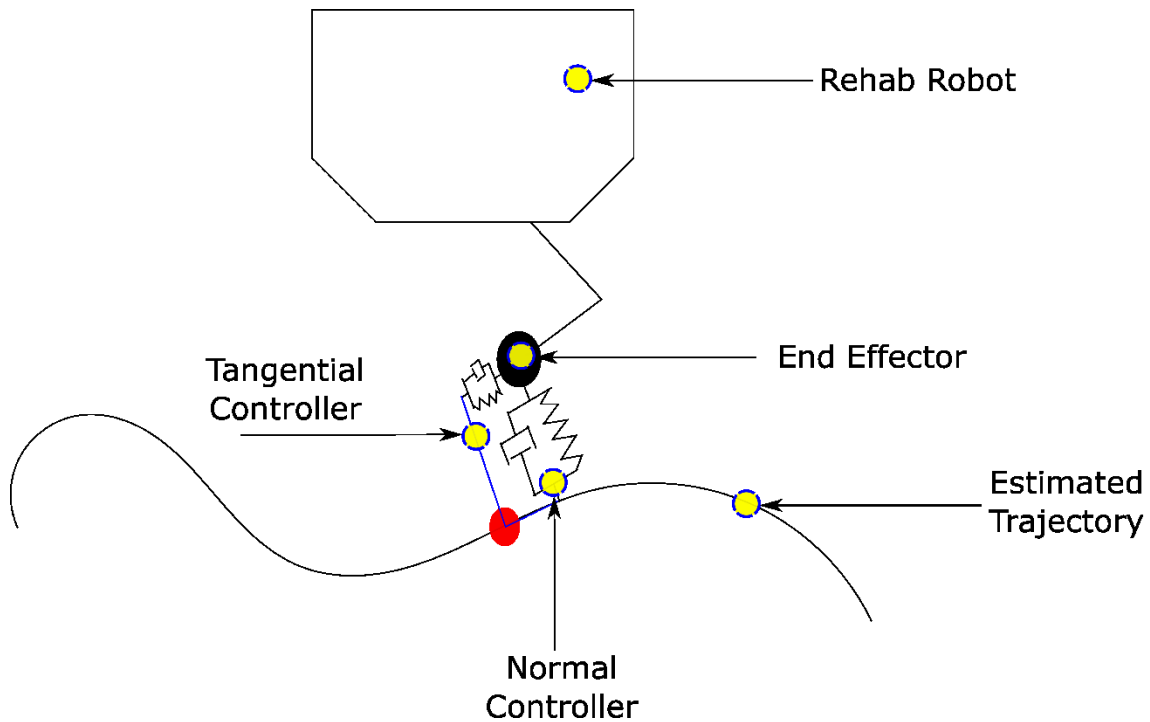 Rehab Robot
End Effector
Tangential
Controller
Estimated
Trajectory
Normal
Controller